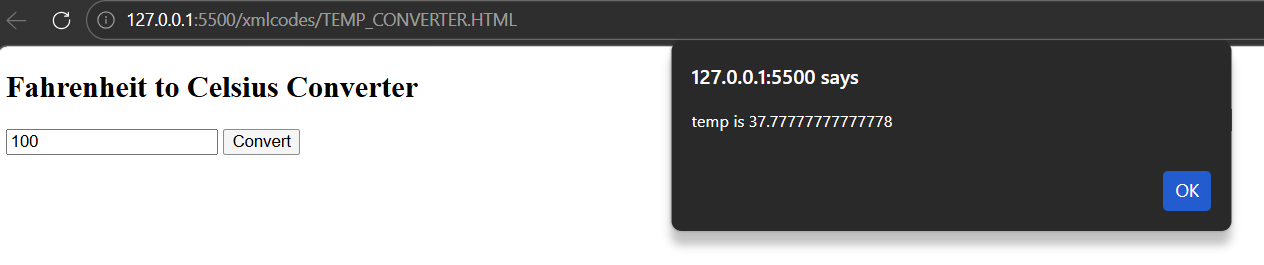 127.0.0.1:5500/xmlcodes/TEMP_CONVERTER.HTML
Fahrenheit to Celsius Converter
100 Convert
127.0.0.1:5500 says
temp is 37.77777777777778
OK